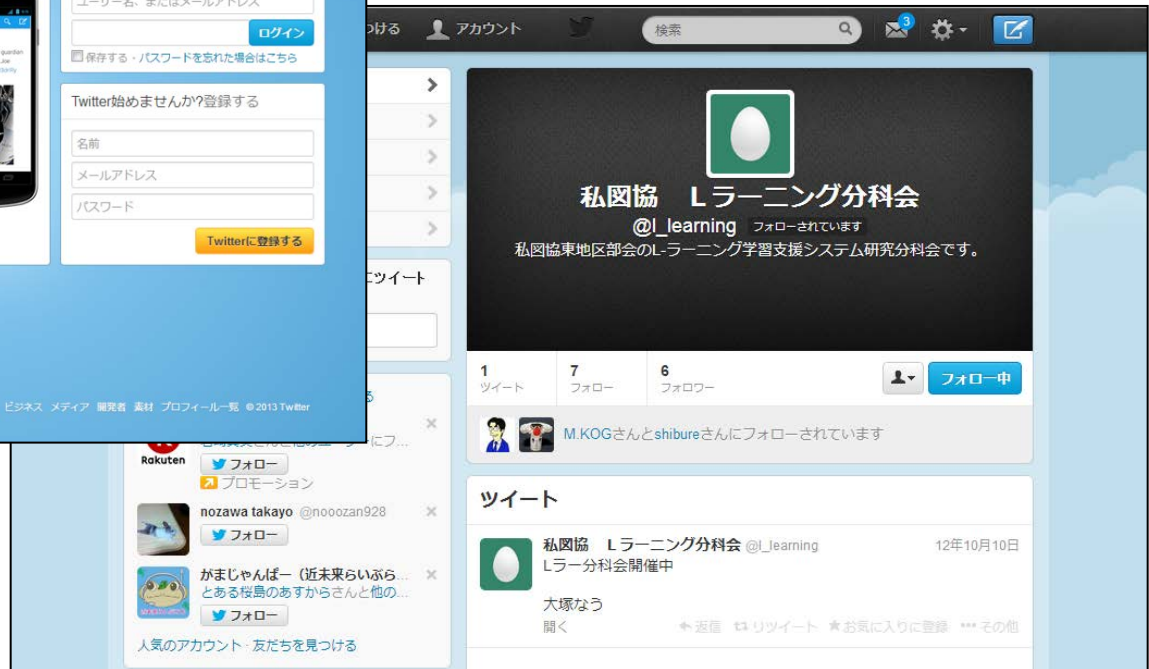 ユーザー名、またはメールアドレス
ログイン
保存する・パスワードを忘れた場合はこちら
Twitter始めませんか?登録する
名前
メールアドレス
パスワード
Twitterに登録する
ビジネス メディア 開発者 素材 プロフィール一覧 © 2013 Twitter
つける
アカウント
検索
3
にツイート
私図協 Lラーニング分科会
@l_learning フォローされています
私図協東地区部会のL-ラーニング学習支援システム研究分科会です。
1
ツイート
7
フォロー
6
フォロワー
フォロー中
M.KOGさんとshibureさんにフォローされています
Rakuten
フォロー
プロモーション
nozawa takayo @nooozan928
フォロー
がまじゃんぱー（近未来らいぶら...
とある桜島のあすからさんと他の...
フォロー
人気のアカウント・友だちを見つける
ツイート
私図協 Lラーニング分科会 @l_learning 12年10月10日
Lラー分科会開催中
大塚なう
開く 返信 リツイート お気に入りに登録 その他